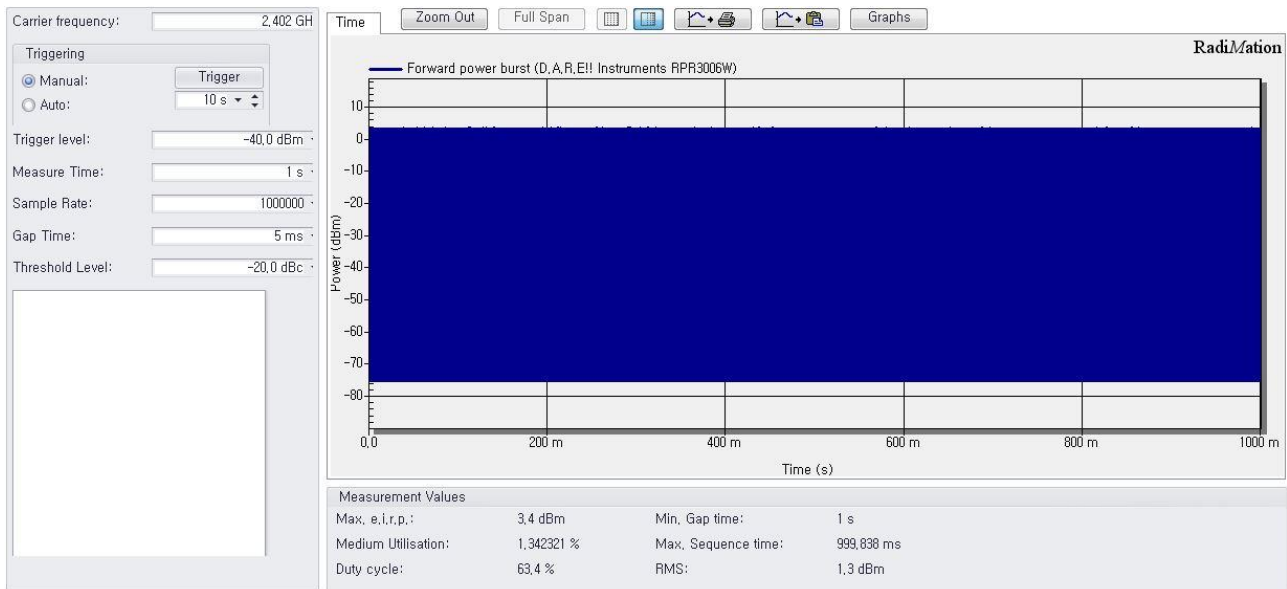 Carrier frequency: 2,402 GH
Triggering
Manual: Trigger
Auto: 10 s
Trigger level: -40,0 dBm
Measure Time: 1 s
Sample Rate: 1000000
Gap Time: 5 ms
Threshold Level: -20,0 dBc
Time Zoom Out Full Span Graphs
RadiMation
Forward power burst (D,A,R,E!! Instruments RPR3006W)
Power (dBm)
10
0
-10
-20
-30
-40
-50
-60
-70
-80
0,0 200 m 400 m 600 m 800 m 1000 m
Time (s)
Measurement Values
Max, e,i,r,p,: 3,4 dBm Min, Gap time: 1 s
Medium Utilisation: 1,342321 % Max, Sequence time: 999,838 ms
Duty cycle: 63,4 % RMS: 1,3 dBm